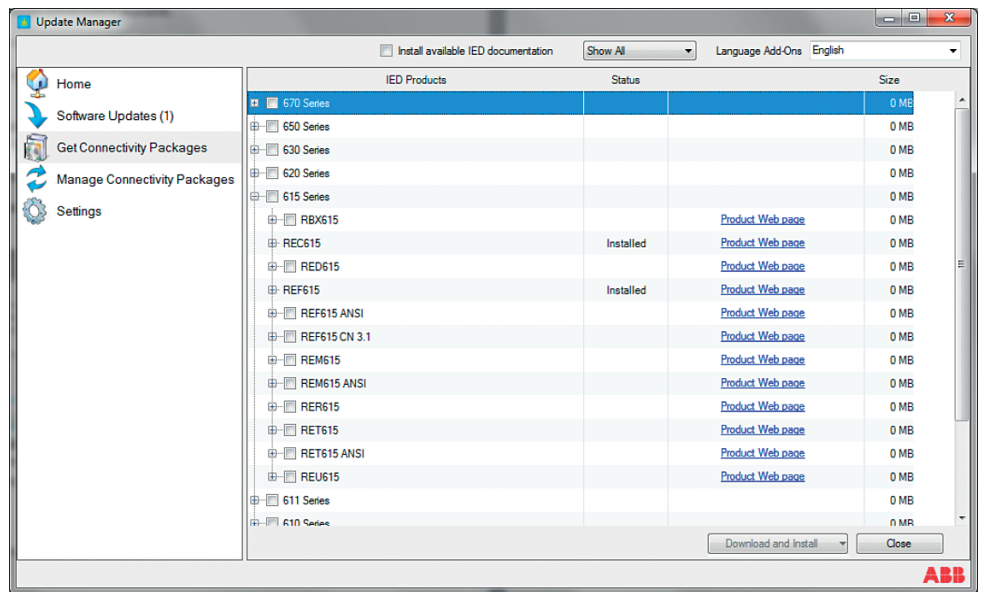 Update Manager
Install available IED documentation Show All Language Add-Ons English
Home
Software Updates (1)
Get Connectivity Packages
Manage Connectivity Packages
Settings
IED Products Status Size
670 Series 0 MB
650 Series 0 MB
630 Series 0 MB
620 Series 0 MB
615 Series 0 MB
RBX615 Product Web page 0 MB
REC615 Installed Product Web page 0 MB
RED615 Product Web page 0 MB
REF615 Installed Product Web page 0 MB
REF615 ANSI Product Web page 0 MB
REF615 CN 3.1 Product Web page 0 MB
REM615 Product Web page 0 MB
REM615 ANSI Product Web page 0 MB
RER615 Product Web page 0 MB
RET615 Product Web page 0 MB
RET615 ANSI Product Web page 0 MB
REU615 Product Web page 0 MB
611 Series 0 MB
610 Series 0 MB
Download and Install Close
ABB